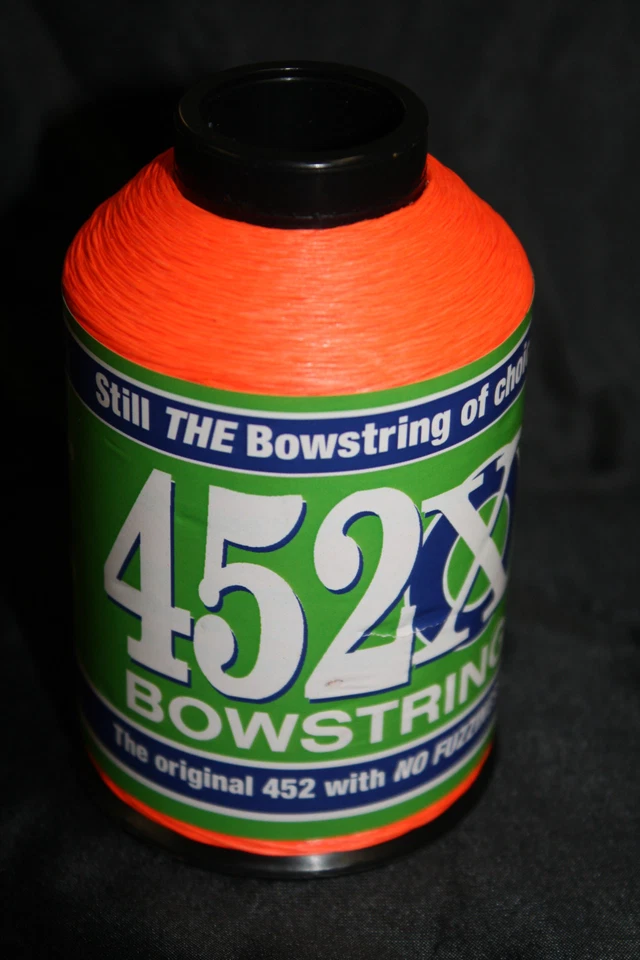 Still THE Bowstring of
452X
BOWSTRING
The original 452 with NO